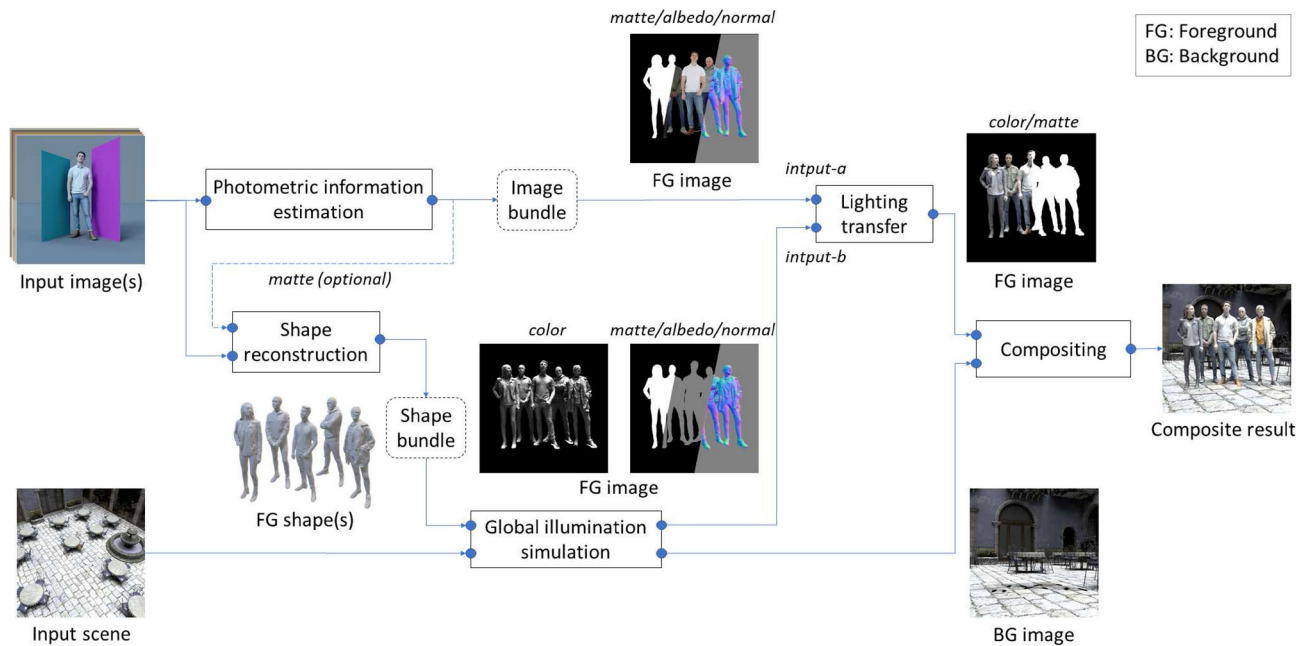 matte/albedo/normal
FG: Foreground
BG: Background
color/matte
Photometric information
estimation
Image
bundle
FG image
intput-a
Lighting
transfer
intput-b
Input image(s)
matte (optional)
FG image
Shape
reconstruction
color
matte/albedo/normal
Compositing
Shape
bundle
Composite result
FG image
FG shape(s)
Global illumination
simulation
Input scene
BG image